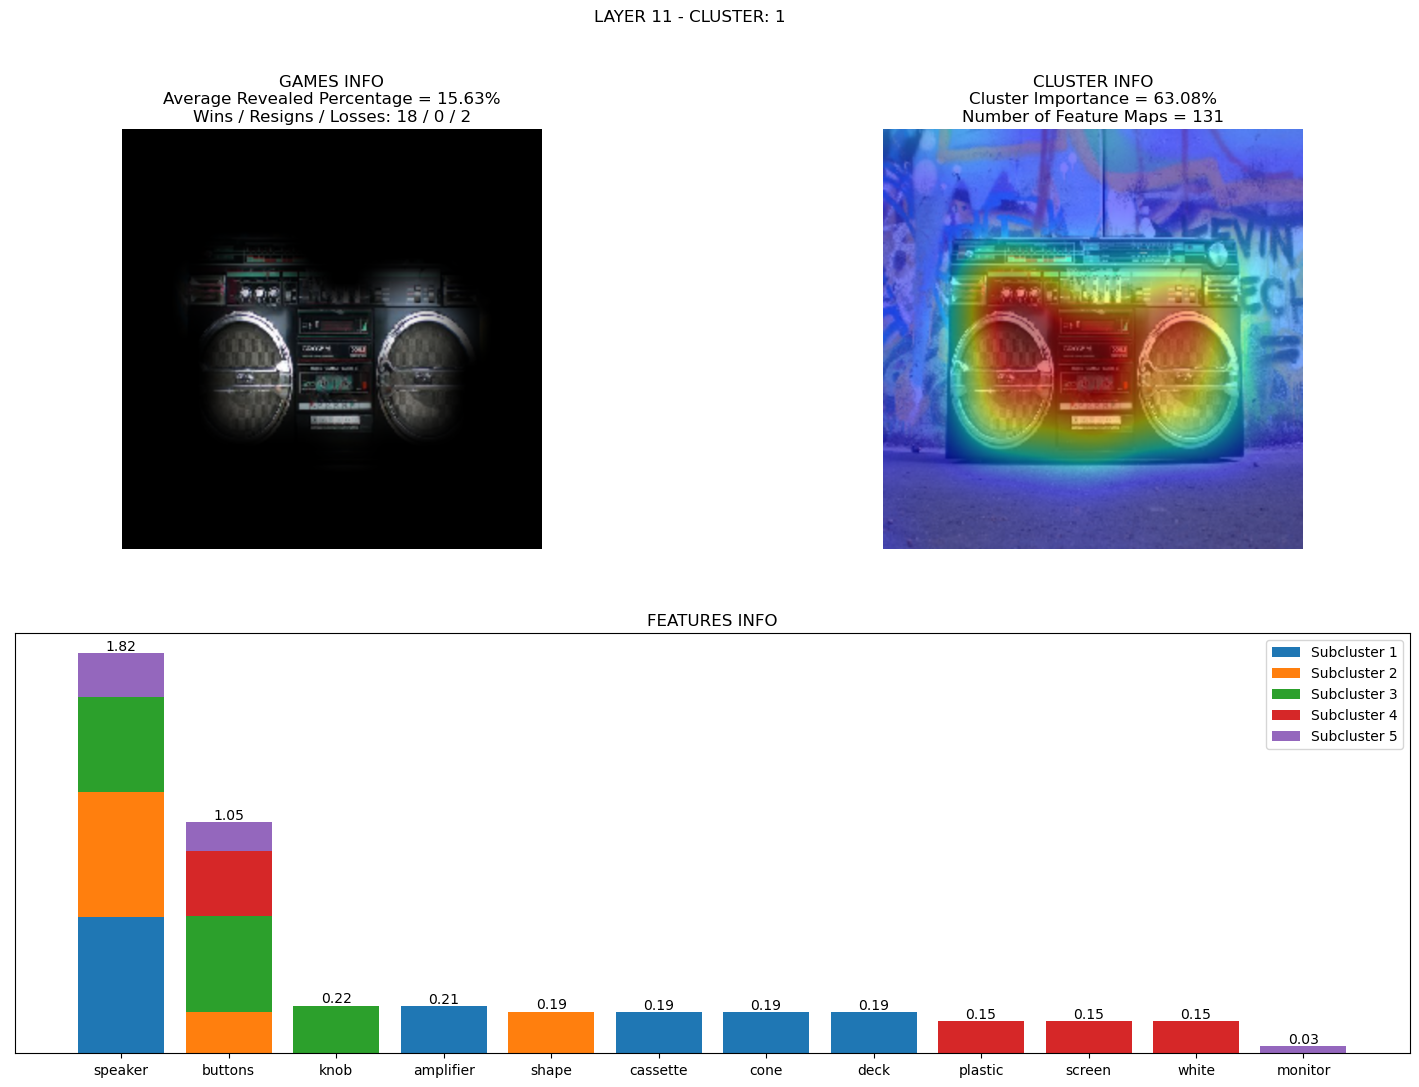 LAYER 11 - CLUSTER: 1
GAMES INFO
Average Revealed Percentage = 15.63%
Wins / Resigns / Losses: 18 / 0 / 2
CLUSTER INFO
Cluster Importance = 63.08%
Number of Feature Maps = 131
EVIN
FEATURES INFO
1.82
1.05
0.22
0.21
0.19
0.19
0.19
0.19
0.15
0.15
0.15
0.03
Subcluster 1
Subcluster 2
Subcluster 3
Subcluster 4
Subcluster 5
speaker
buttons
knob
amplifier
shape
cassette
cone
deck
plastic
screen
white
monitor